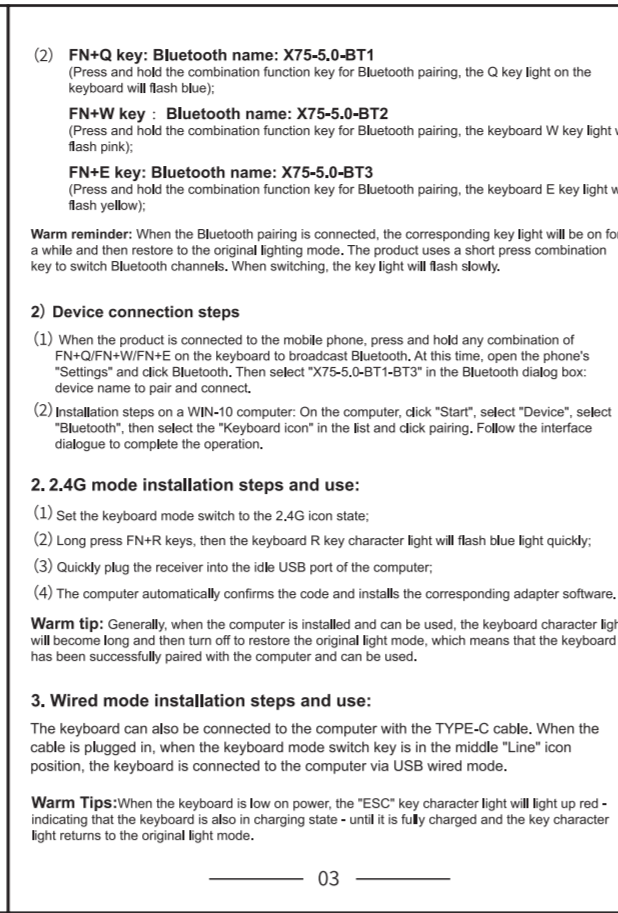 (2) FN+Q key: Bluetooth name: X75-5.0-BT1
(Press and hold the combination function key for Bluetooth pairing, the Q key light on the
keyboard will flash blue);
FN+W key : Bluetooth name: X75-5.0-BT2
(Press and hold the combination function key for Bluetooth pairing, the keyboard W key light
flash pink);
FN+E key: Bluetooth name: X75-5.0-BT3
(Press and hold the combination function key for Bluetooth pairing, the keyboard E key light
flash yellow);
Warm reminder: When the Bluetooth pairing is connected, the corresponding key light will be on for
a while and then restore to the original lighting mode. The product uses a short press combination
key to switch Bluetooth channels. When switching, the key light will flash slowly.
2) Device connection steps
(1) When the product is connected to the mobile phone, press and hold any combination of
FN+Q/FN+W/FN+E on the keyboard to broadcast Bluetooth. At this time, open the phone's
"Settings" and click Bluetooth. Then select "X75-5.0-BT1-BT3" in the Bluetooth dialog box:
device name to pair and connect.
(2) Installation steps on a WIN-10 computer: On the computer, click "Start", select "Device", select
"Bluetooth", then select the "Keyboard icon" in the list and click pairing. Follow the interface
dialogue to complete the operation.
2. 2.4G mode installation steps and use:
(1) Set the keyboard mode switch to the 2.4G icon state;
(2) Long press FN+R keys, then the keyboard R key character light will flash blue light quickly;
(3) Quickly plug the receiver into the idle USB port of the computer;
(4) The computer automatically confirms the code and installs the corresponding adapter software.
Warm tip: Generally, when the computer is installed and can be used, the keyboard character
will become long and then turn off to restore the original light mode, which means that the keyboard
has been successfully paired with the computer and can be used.
3. Wired mode installation steps and use:
The keyboard can also be connected to the computer with the TYPE-C cable. When the
cable is plugged in, when the keyboard mode switch key is in the middle "Line" icon
position, the keyboard is connected to the computer via USB wired mode.
Warm Tips:When the keyboard is low on power, the "ESC" key character light will light up red -
indicating that the keyboard is also in charging state - until it is fully charged and the key character
light returns to the original light mode.
03